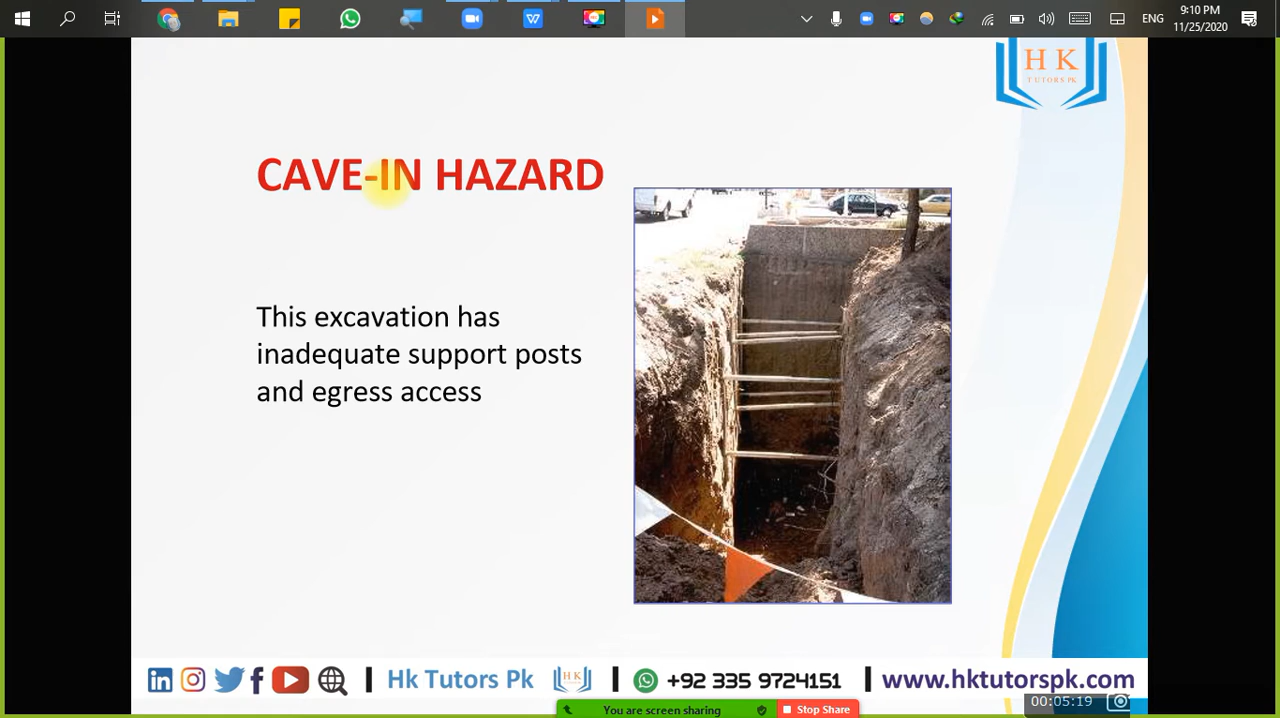 ENG
9:10 PM
11/25/2020
H K
TUTORS PK
CAVE-IN HAZARD
This excavation has
inadequate support posts
and egress access
Hk Tutors Pk
H K
+92 335 9724151
www.hktutorspk.com
00:05:19
You are screen sharing
Stop Share